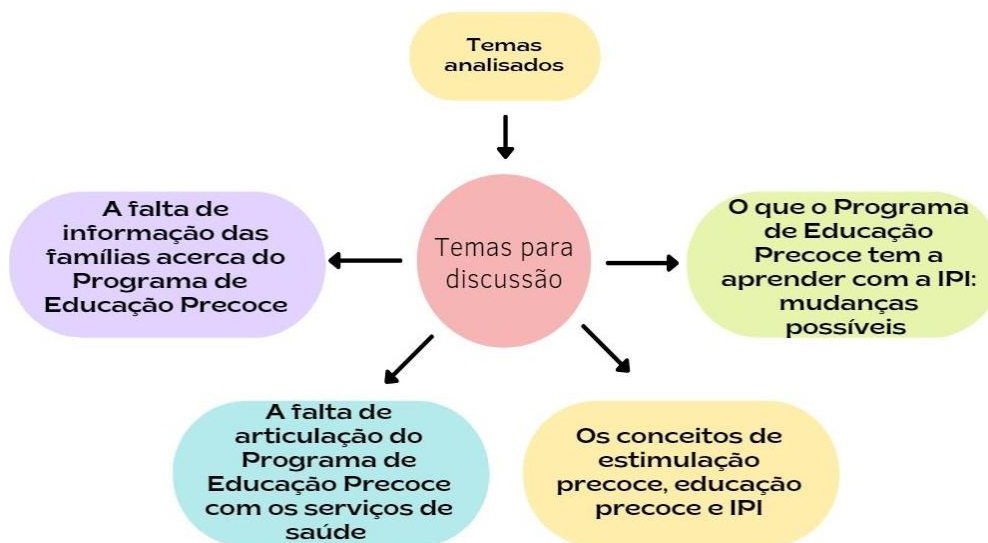 Temas
analisados
Temas para
discussão
A falta de
informação das
famílias acerca do
Programa de
Educação Precoce
O que o Programa
de Educação
Precoce tem a
aprender com a IPI:
mudanças
possíveis
A falta de
articulação do
Programa de
Educação Precoce
com os serviços de
saúde
Os conceitos de
estimulação
precoce, educação
precoce e IPI